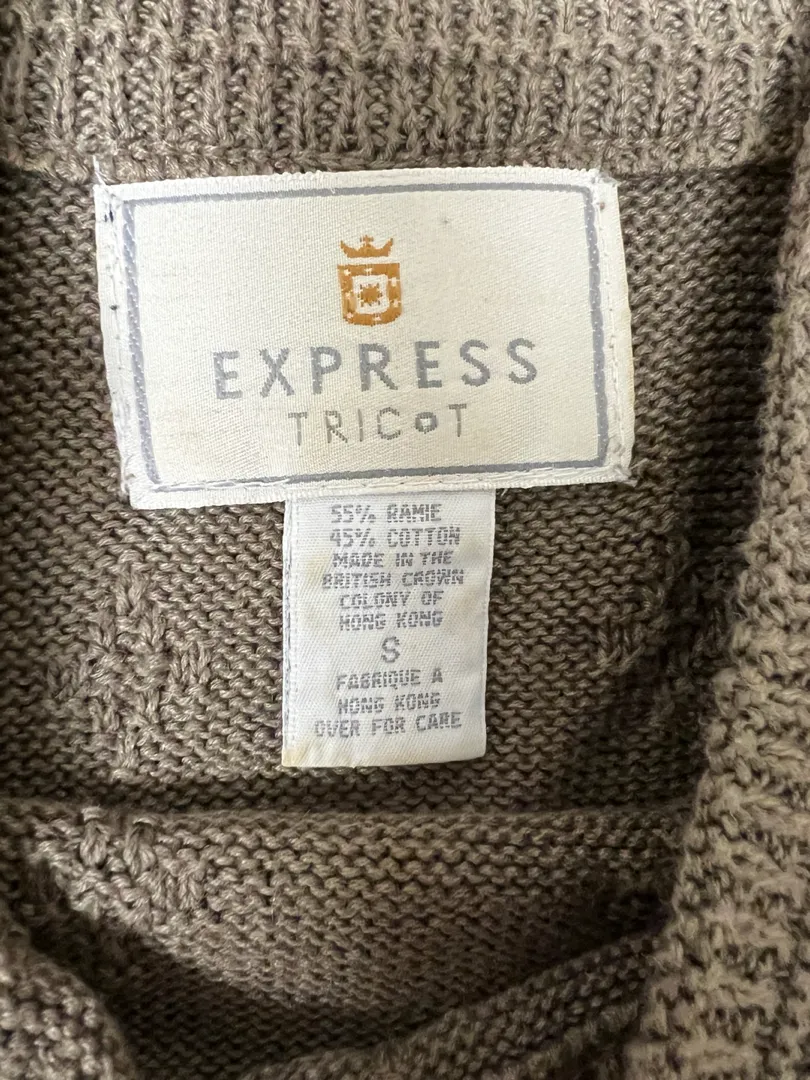 EXPRESS
TRICOT
55% RAMIE
45% COTTON
MADE IN THE
BRITISH CROWN
COLONY OF
HONG KONG
S
FABRIQUE A
HONG KONG
OVER FOR CARE